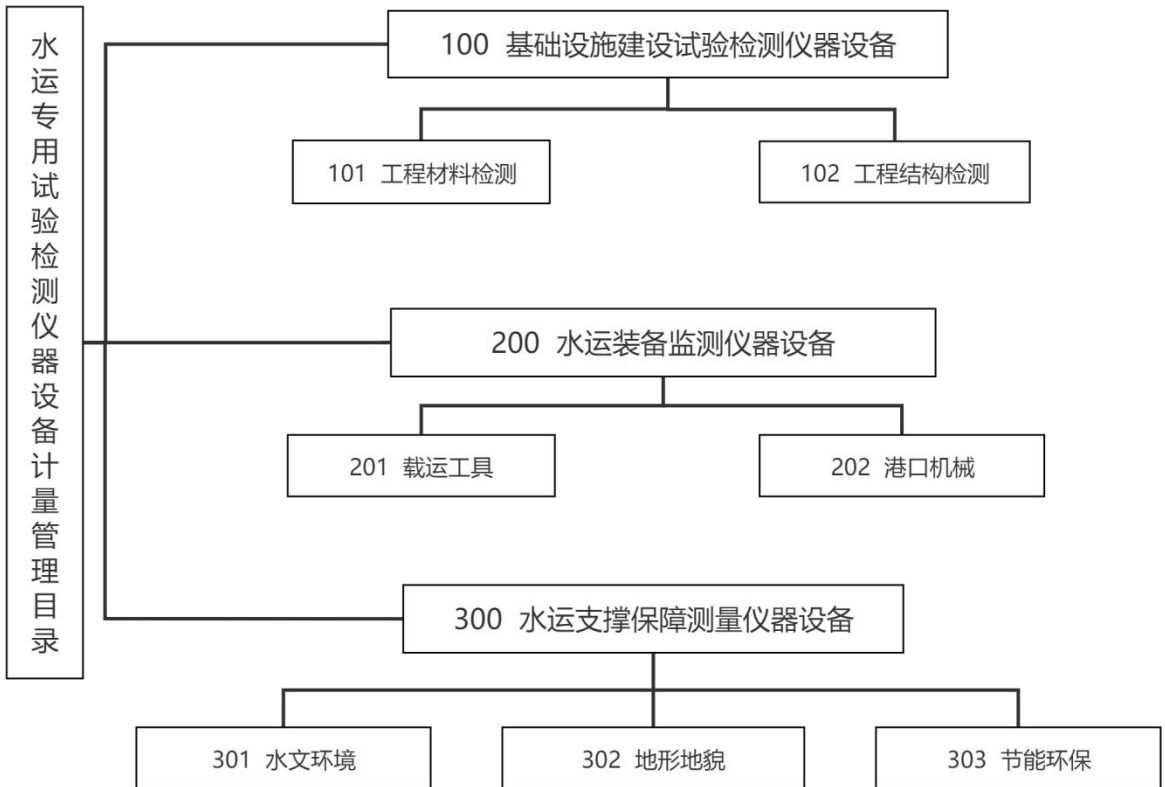 水运专用试验检测仪器设备计量管理目录
100 基础设施建设试验检测仪器设备
101 工程材料检测
102 工程结构检测
200 水运装备监测仪器设备
201 载运工具
202 港口机械
300 水运支撑保障测量仪器设备
301 水文环境
302 地形地貌
303 节能环保